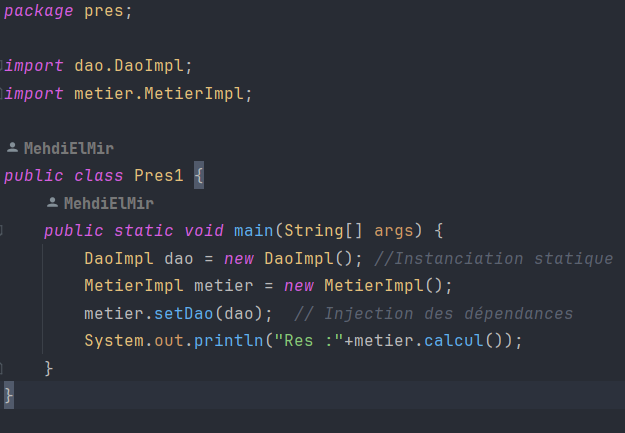 package pres;
import dao.DaoImpl;
import metier.MetierImpl;
MehdiElMir
public class Pres1 {
MehdiElMir
public static void main(String[] args) {
DaoImpl dao = new DaoImpl(); //Instanciation statique
MetierImpl metier = new MetierImpl();
metier.setDao(dao);  // Injection des dépendances
System.out.println("Res :"+metier.calcul());
}
}